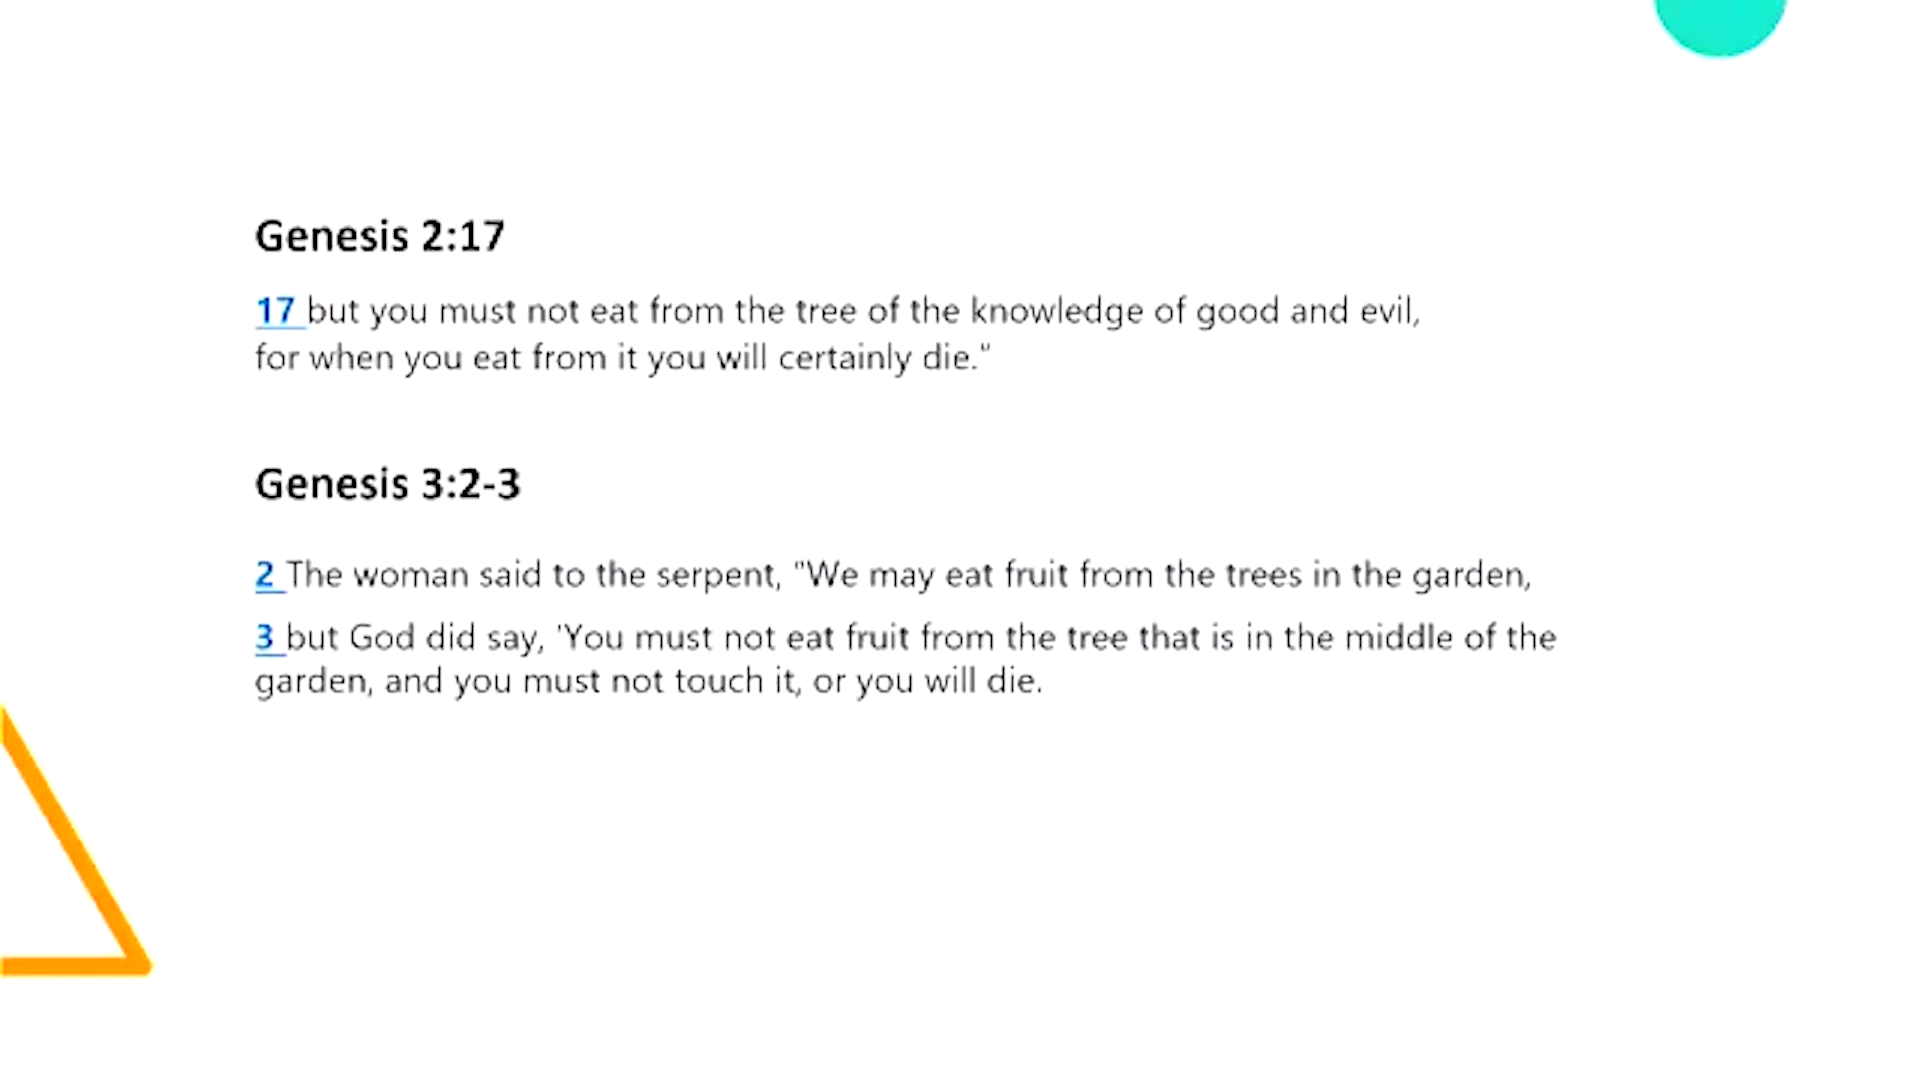 Genesis 2:17
17 but you must not eat from the tree of the knowledge of good and evil,
for when you eat from it you will certainly die."
Genesis 3:2-3
2 The woman said to the serpent, "We may eat fruit from the trees in the garden,
3 but God did say, 'You must not eat fruit from the tree that is in the middle of the
garden, and you must not touch it, or you will die.